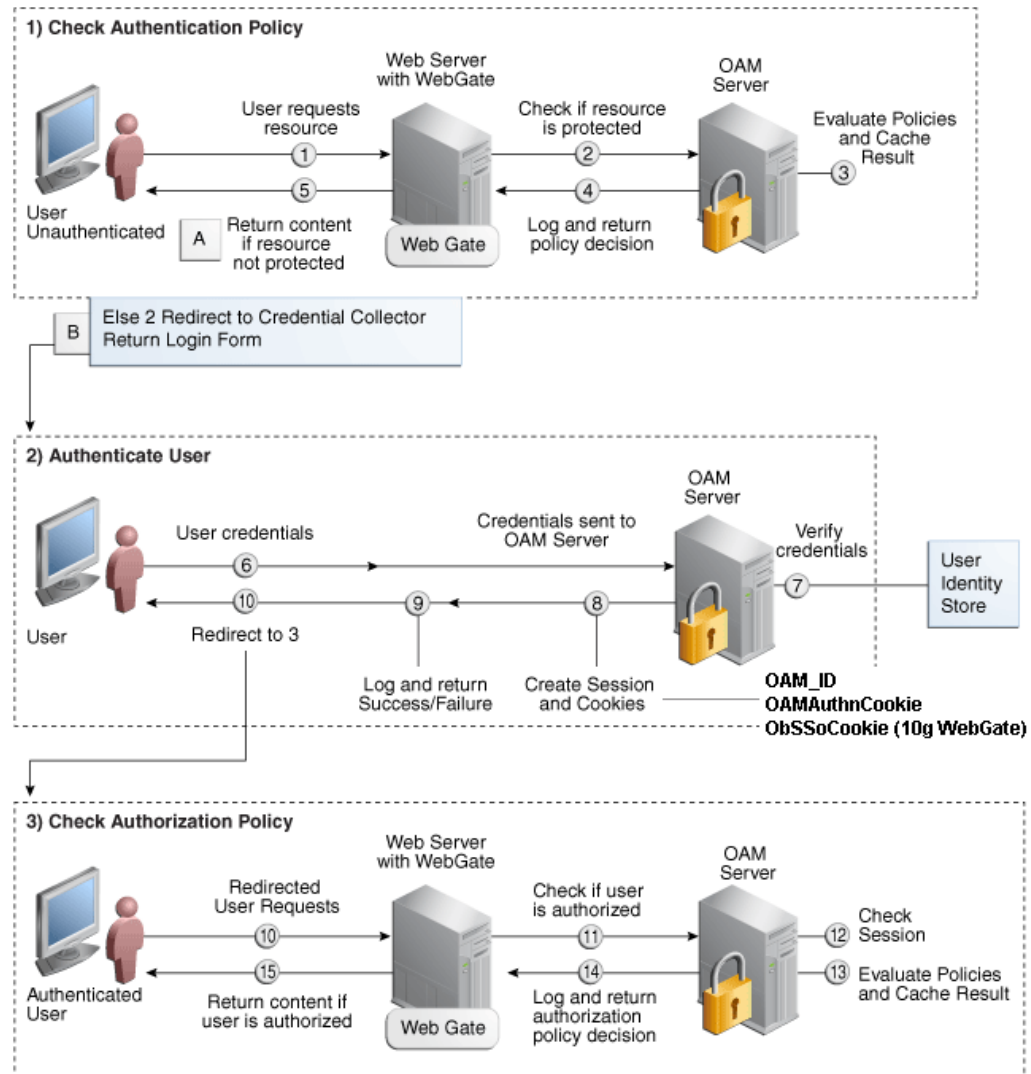 1) Check Authentication Policy
Web Server
with WebGate
OAM
Server
User requests
resource
Check if resource
is protected
Evaluate Policies
and Cache
Result
1
2
3
5
4
User
Unauthenticated
A
Return content
if resource
not protected
Web Gate
Log and return
policy decision
B
Else 2 Redirect to Credential Collector
Return Login Form
2) Authenticate User
OAM
Server
User credentials
Credentials sent to
OAM Server
Verify
credentials
6
7
User
Identity
Store
10
9
8
User
Redirect to 3
Log and return
Success/Failure
Create Session
and Cookies
OAM_ID
OAMAuthnCookie
ObSSoCookie (10g WebGate)
3) Check Authorization Policy
Web Server
with WebGate
OAM
Server
Redirected
User Requests
Check if user
is authorized
10
11
12
Check
Session
15
14
13
Evaluate Policies
and Cache Result
Authenticated
User
Return content if
user is authorized
Web Gate
Log and return
authorization
policy decision